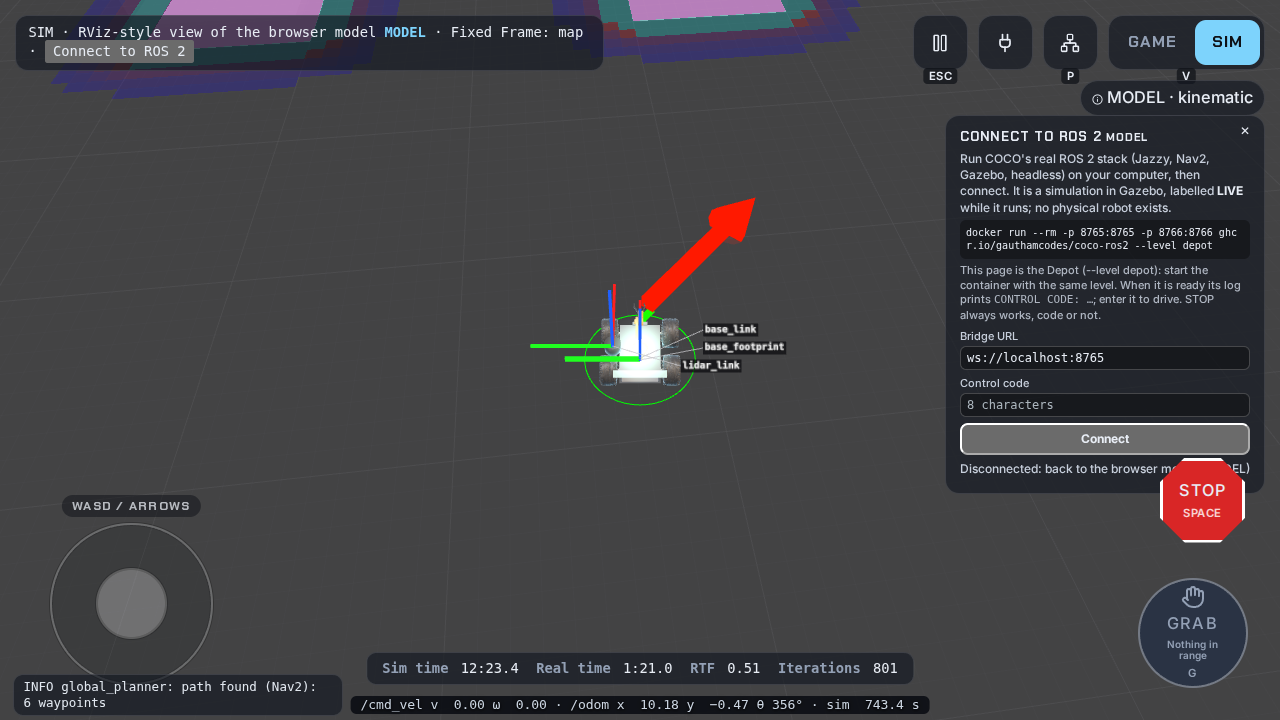 SIM · RViz-style view of the browser model MODEL · Fixed Frame: map
· Connect to ROS 2
ESC
P
GAME
SIM
V
MODEL · kinematic
CONNECT TO ROS 2 MODEL
×
Run COCO's real ROS 2 stack (Jazzy, Nav2,
Gazebo, headless) on your computer, then
connect. It is a simulation in Gazebo, labelled LIVE
while it runs; no physical robot exists.
docker run --rm -p 8765:8765 -p 8766:8766 ghc
r.io/gauthamcodes/coco-ros2 --level depot
This page is the Depot (--level depot): start the
container with the same level. When it is ready its log
prints CONTROL CODE: …; enter it to drive. STOP
always works, code or not.
Bridge URL
ws://localhost:8765
Control code
8 characters
Connect
Disconnected: back to the browser
EL)
STOP
SPACE
base_link
base_footprint
lidar_link
WASD / ARROWS
GRAB
Nothing in
range
G
Sim time 12:23.4 Real time 1:21.0 RTF 0.51 Iterations 801
INFO global_planner: path found (Nav2):
6 waypoints
/cmd_vel v 0.00 ω 0.00 · /odom x 10.18 y −0.47 θ 356° · sim 743.4 s